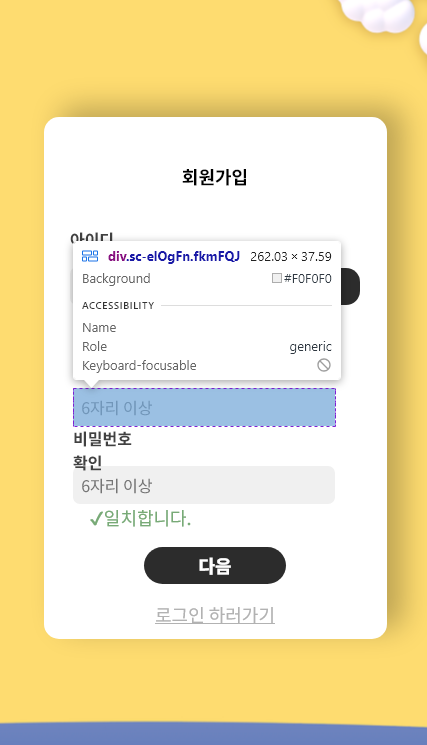 회원가입
아이디
div.sc-elOgFn.fkmFQJ 262.03 × 37.59
Background #F0F0F0
ACCESSIBILITY
Name
Role generic
Keyboard-focusable
6자리 이상
비밀번호
확인
6자리 이상
✓일치합니다.
다음
로그인 하러가기